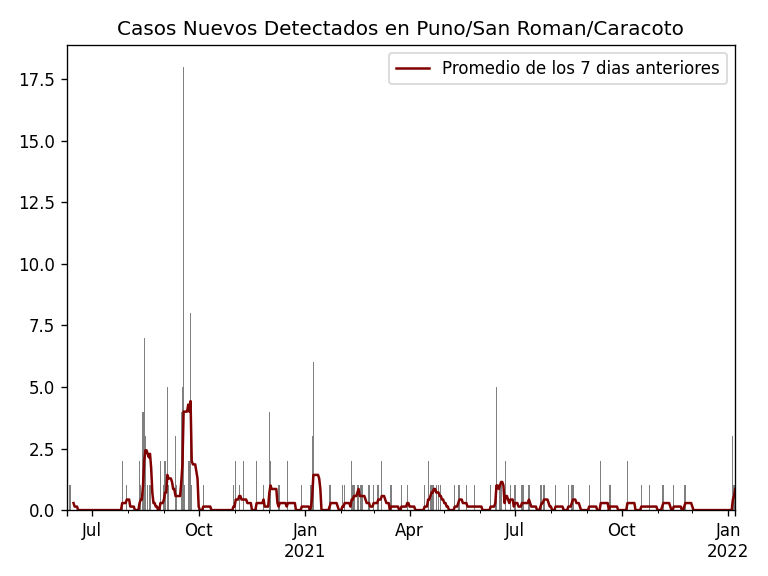 Casos Nuevos Detectados en Puno/San Roman/Caracoto
Promedio de los 7 dias anteriores
17.5
15.0
12.5
10.0
7.5
5.0
2.5
0.0
Jul
Oct
Jan
2021
Apr
Jul
Oct
Jan
2022